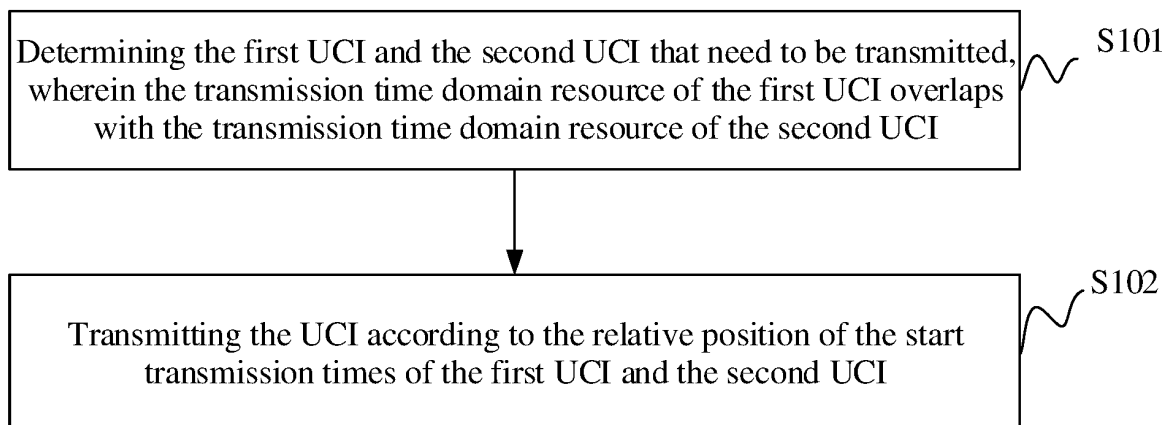 Determining the first UCI and the second UCI that need to be transmitted,
wherein the transmission time domain resource of the first UCI overlaps
with the transmission time domain resource of the second UCI
S101
Transmitting the UCI according to the relative position of the start
transmission times of the first UCI and the second UCI
S102